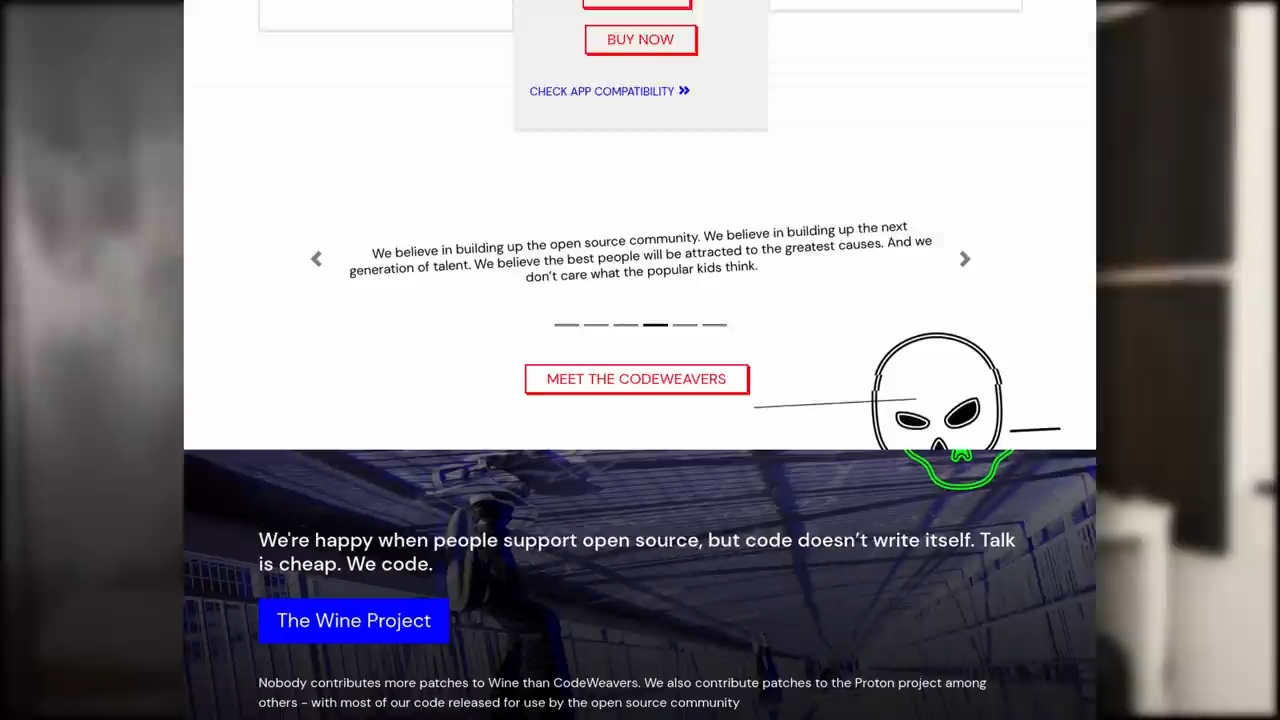 BUY NOW
CHECK APP COMPATIBILITY
We believe in building up the open source community. We believe in building up the next
generation of talent. We believe the best people will be attracted to the greatest causes. And we
don’t care what the popular kids think.
MEET THE CODEWEAVERS
We're happy when people support open source, but code doesn’t write itself. Talk
is cheap. We code.
The Wine Project
Nobody contributes more patches to Wine than CodeWeavers. We also contribute patches to the Proton project among
others - with most of our code released for use by the open source community